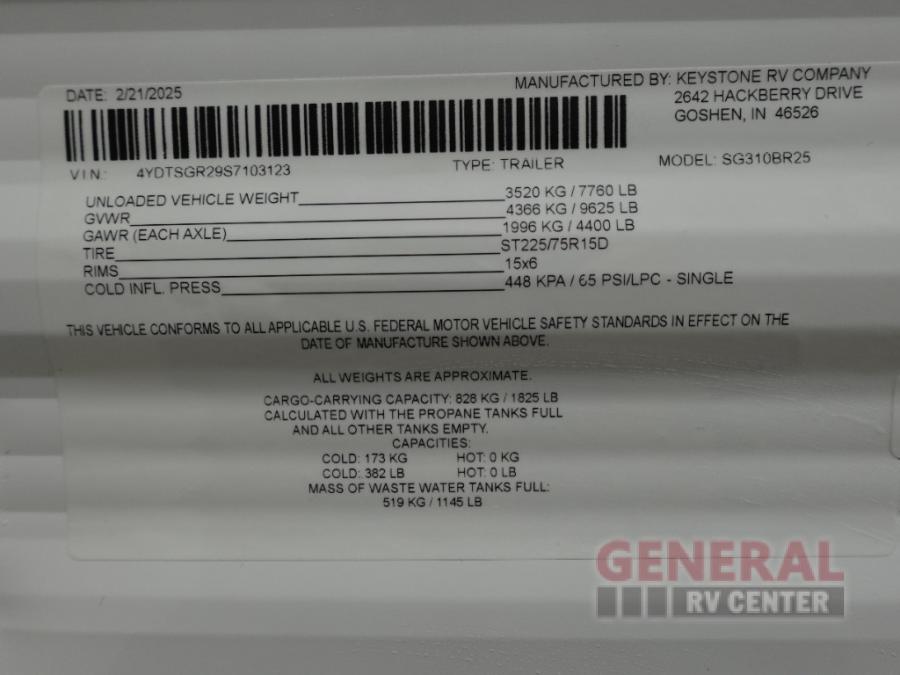 DATE: 2/21/2025
MANUFACTURED BY: KEYSTONE RV COMPANY
2642 HACKBERRY DRIVE
GOSHEN, IN 46526
VIN: 4YDTSGR29S7103123 TYPE: TRAILER MODEL: SG310BR25
UNLOADED VEHICLE WEIGHT 3520 KG / 7760 LB
GVWR 4366 KG / 9625 LB
GAWR (EACH AXLE) 1996 KG / 4400 LB
TIRE ST225/75R15D
RIMS 15x6
COLD INFL. PRESS 448 KPA / 65 PSI/LPC - SINGLE
THIS VEHICLE CONFORMS TO ALL APPLICABLE U.S. FEDERAL MOTOR VEHICLE SAFETY STANDARDS IN EFFECT ON THE
DATE OF MANUFACTURE SHOWN ABOVE.
ALL WEIGHTS ARE APPROXIMATE.
CARGO-CARRYING CAPACITY: 828 KG / 1825 LB
CALCULATED WITH THE PROPANE TANKS FULL
AND ALL OTHER TANKS EMPTY.
CAPACITIES:
COLD: 173 KG HOT: 0 KG
COLD: 382 LB HOT: 0 LB
MASS OF WASTE WATER TANKS FULL:
519 KG / 1145 LB
GENERAL
RV CENTER